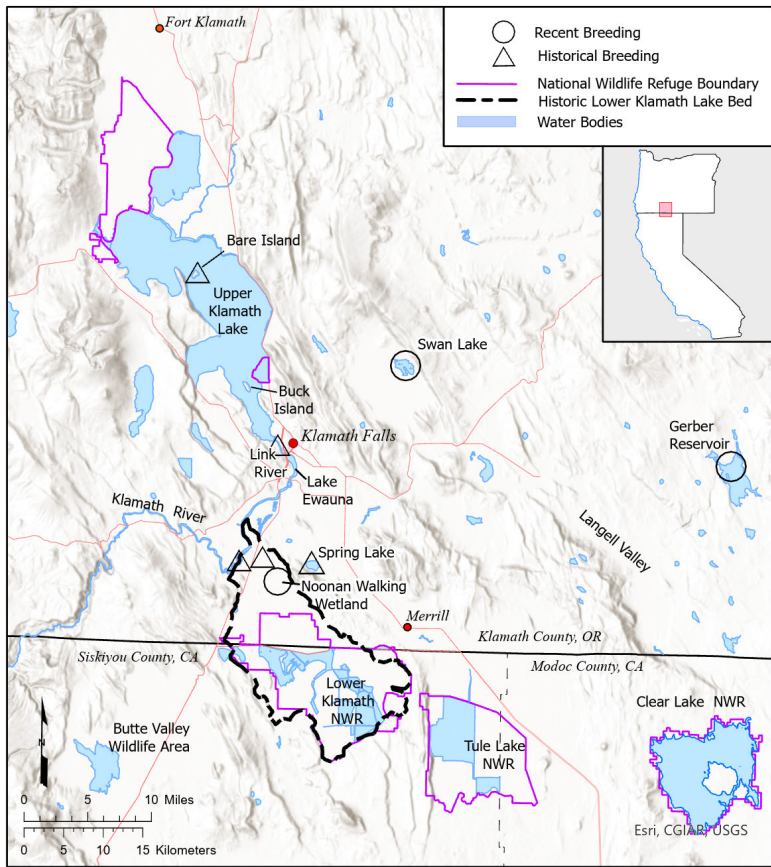 Fort Klamath
Recent Breeding
Historical Breeding
National Wildlife Refuge Boundary
Historic Lower Klamath Lake Bed
Water Bodies
Bare Island
Upper
Klamath
Lake
Swan Lake
Buck
Island
Klamath Falls
Link
River
Lake
Ewauna
Gerber
Reservoir
Klamath River
Langell Valley
Spring Lake
Noonan Walking
Wetland
Merrill
Klamath County, OR
Siskiyou County, CA
Modoc County, CA
Lower
Klamath
NWR
Tule Lake
NWR
Clear Lake NWR
Butte Valley
Wildlife Area
N
0 5 10 Miles
0 5 10 15 Kilometers
Esri, CGIAR, USGS